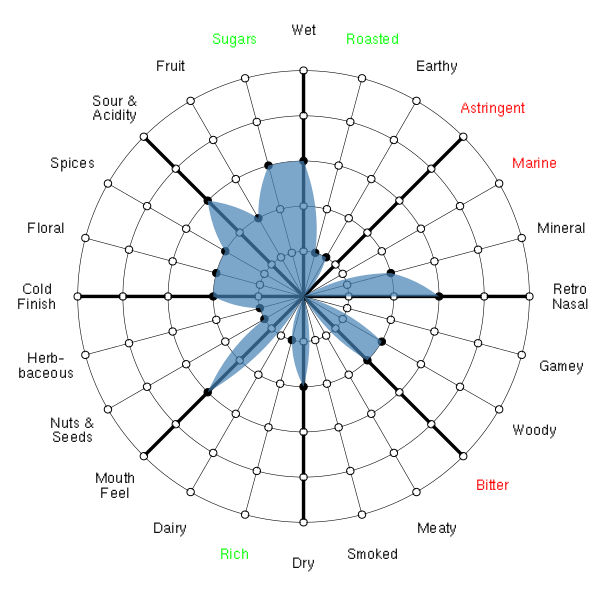 Wet
Sugars
Roasted
Fruit
Earthy
Sour &
Acidity
Astringent
Spices
Marine
Floral
Mineral
Cold
Finish
Retro
Nasal
Herb-
baceous
Gamey
Nuts &
Seeds
Woody
Mouth
Feel
Bitter
Dairy
Meaty
Rich
Smoked
Dry